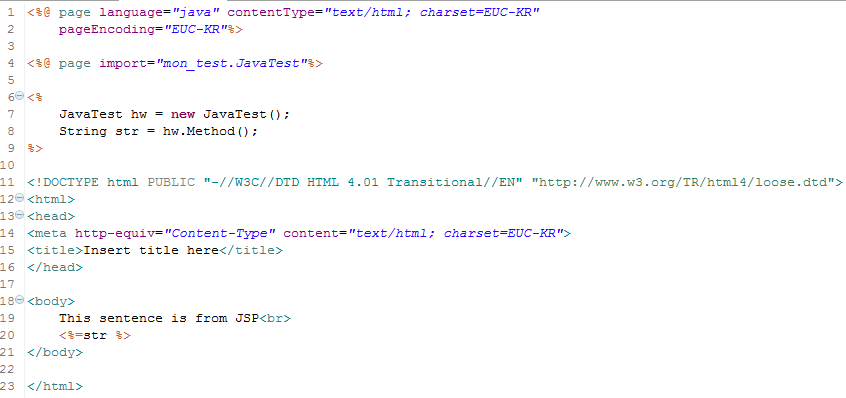 1 <%@ page language="java" contentType="text/html; charset=EUC-KR"
2     pageEncoding="EUC-KR"%>
3
4 <%@ page import="mon_test.JavaTest"%>
5
6 <%
7     JavaTest hw = new JavaTest();
8     String str = hw.Method();
9 %>
10
11 <!DOCTYPE html PUBLIC "-//W3C//DTD HTML 4.01 Transitional//EN" "http://www.w3.org/TR/html4/loose.dtd">
12 <html>
13 <head>
14 <meta http-equiv="Content-Type" content="text/html; charset=EUC-KR">
15 <title>Insert title here</title>
16 </head>
17
18 <body>
19     This sentence is from JSP<br>
20     <%=str %>
21 </body>
22
23 </html>